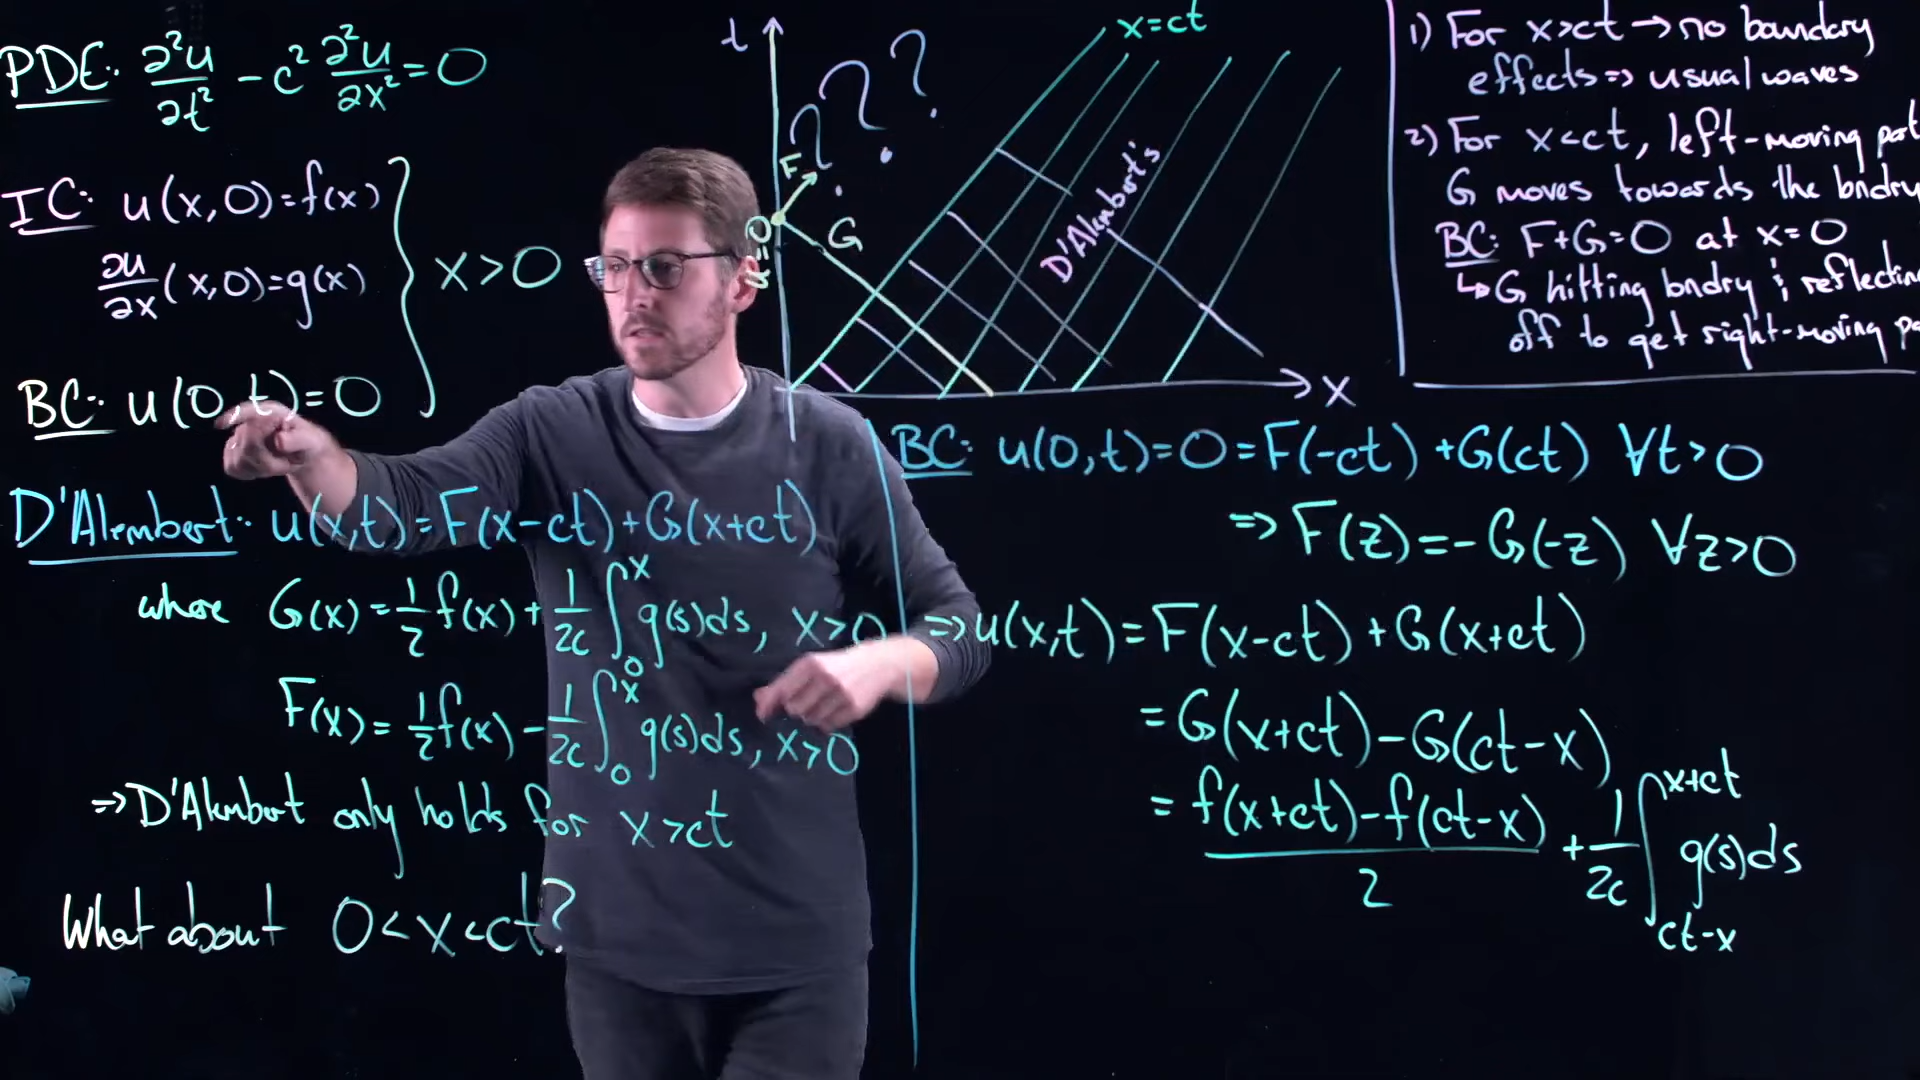 PDE: ∂²u/∂t² - c² ∂²u/∂x² = 0
IC: u(x,0)=f(x)
∂u/∂x (x,0)=g(x)
} x>0
BC: u(0,t)=0
D'Alembert: u(x,t)=F(x-ct)+G(x+ct)
where G(x)=1/2 f(x)+1/2c ∫₀ˣ g(s)ds, x>0
F(x)=1/2 f(x)-1/2c ∫₀ˣ g(s)ds, x>0
⇒D'Alembert only holds for x>ct
What about 0<x<ct?
t
???
x=ct
F
G
u=0
D'Alembert's
x
1) For x>ct → no boundary
effects ⇒ usual waves
2) For x<ct, left-moving part
G moves towards the bndry
BC: F+G=0 at x=0
↳G hitting bndry & reflecting
off to get right-moving
BC: u(0,t)=0=F(-ct)+G(ct) ∀t>0
⇒ F(z)=-G(-z) ∀z>0
⇒u(x,t)=F(x-ct)+G(x+ct)
=G(x+ct)-G(ct-x)
= (f(x+ct)-f(ct-x))/2 + 1/2c ∫_{ct-x}^{x+ct} g(s)ds